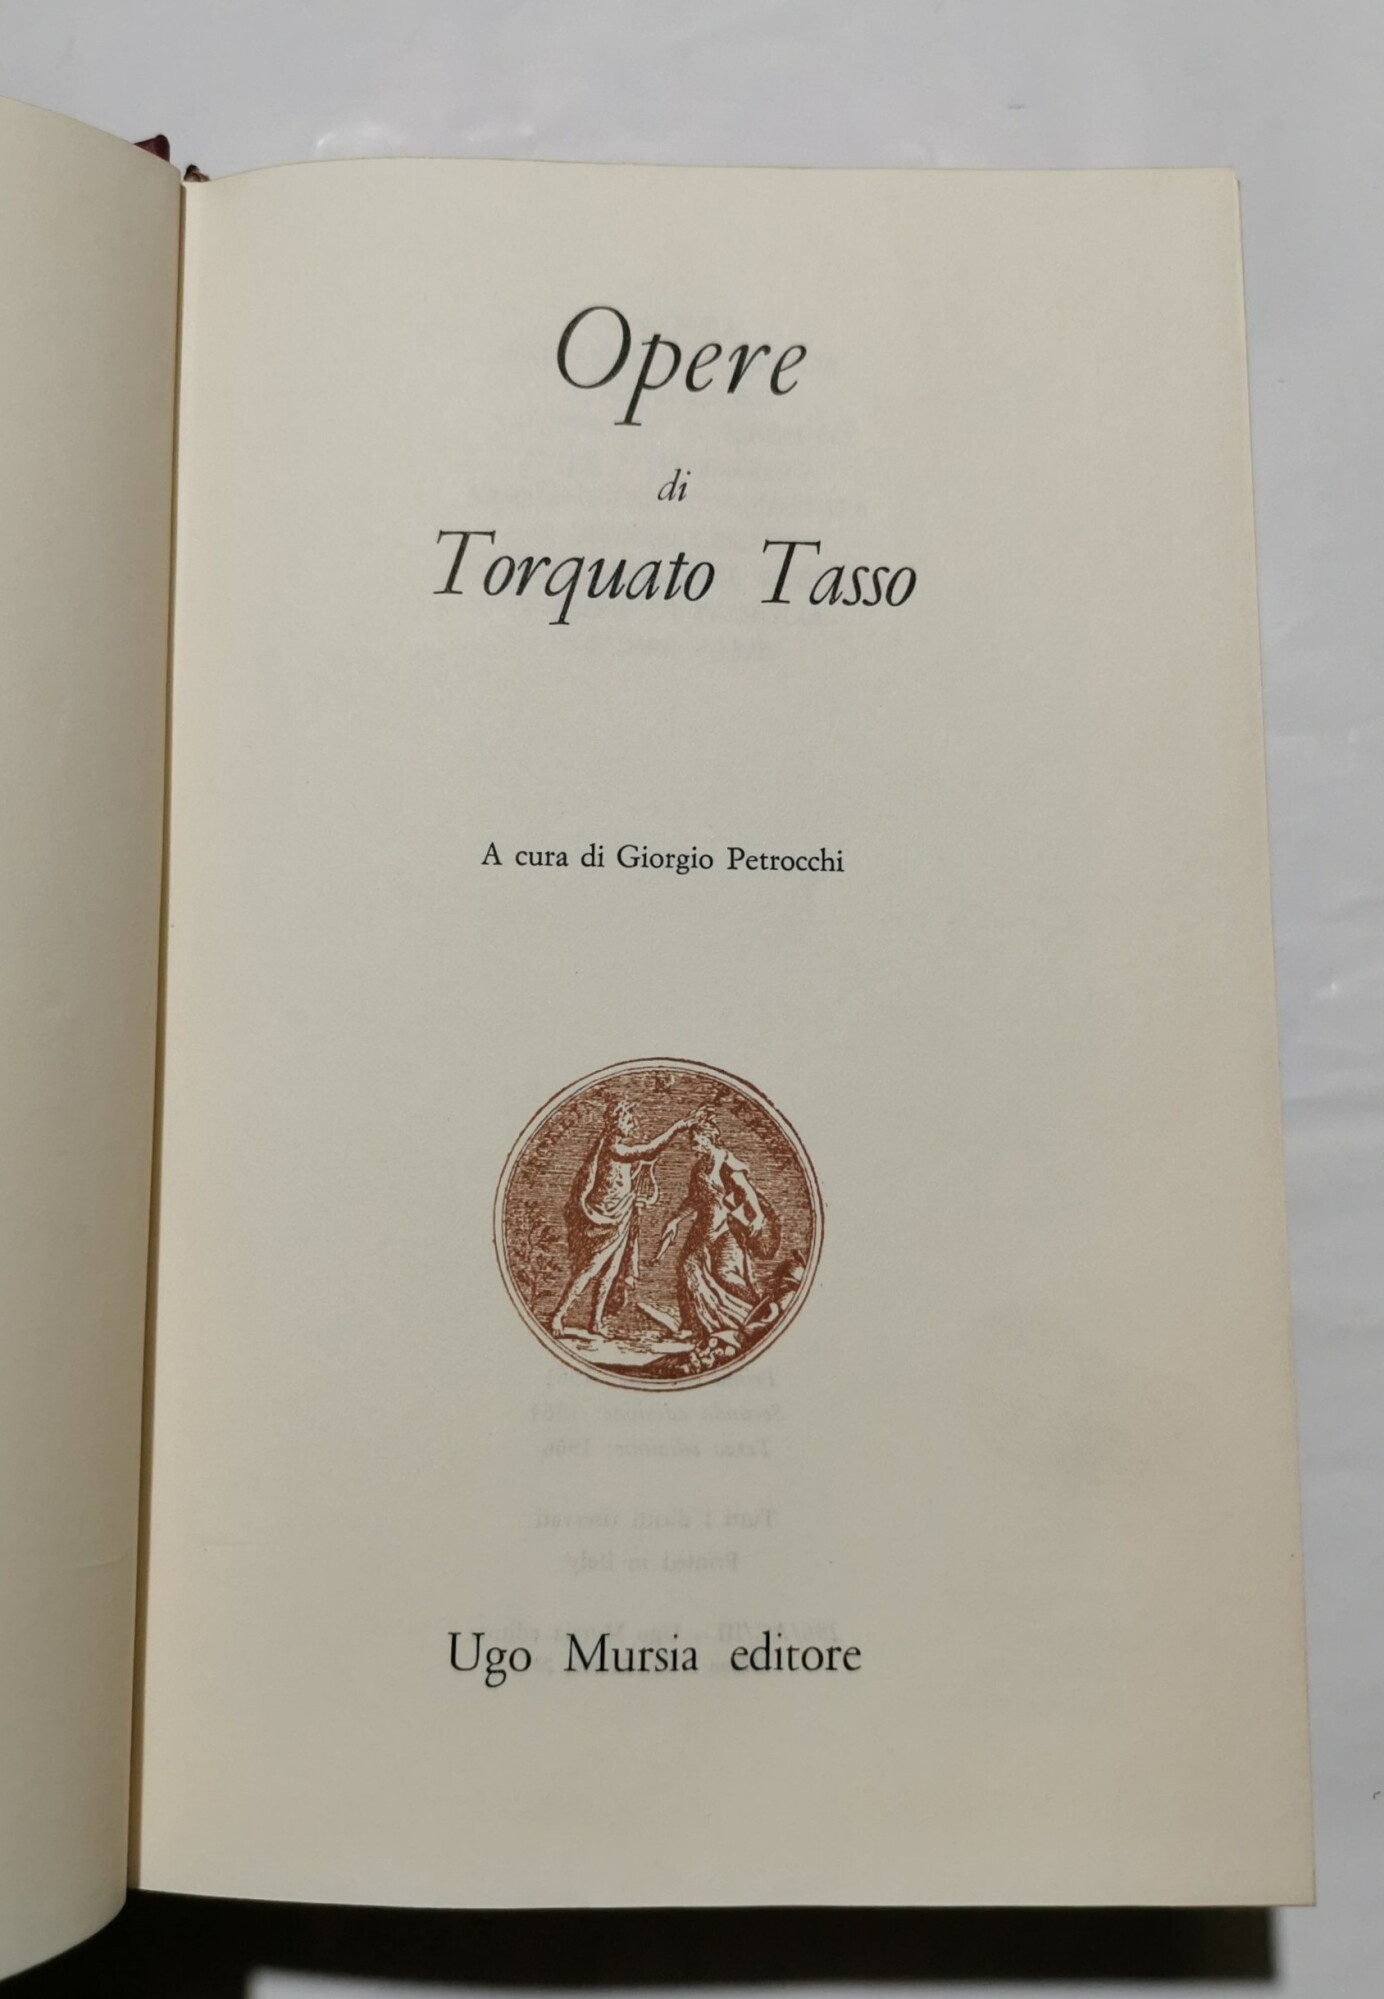 Opere
di
Torquato Tasso
A cura di Giorgio Petrocchi
Ugo Mursia editore